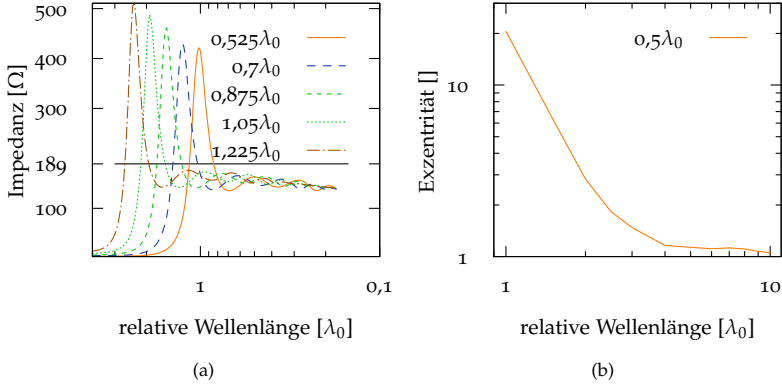 Impedanz [Ω]
500
400
300
189
100
0,525λ₀
0,7λ₀
0,875λ₀
1,05λ₀
1,225λ₀
1
0,1
relative Wellenlänge [λ₀]
(a)
Exzentrität []
10
1
0,5λ₀
1
10
relative Wellenlänge [λ₀]
(b)